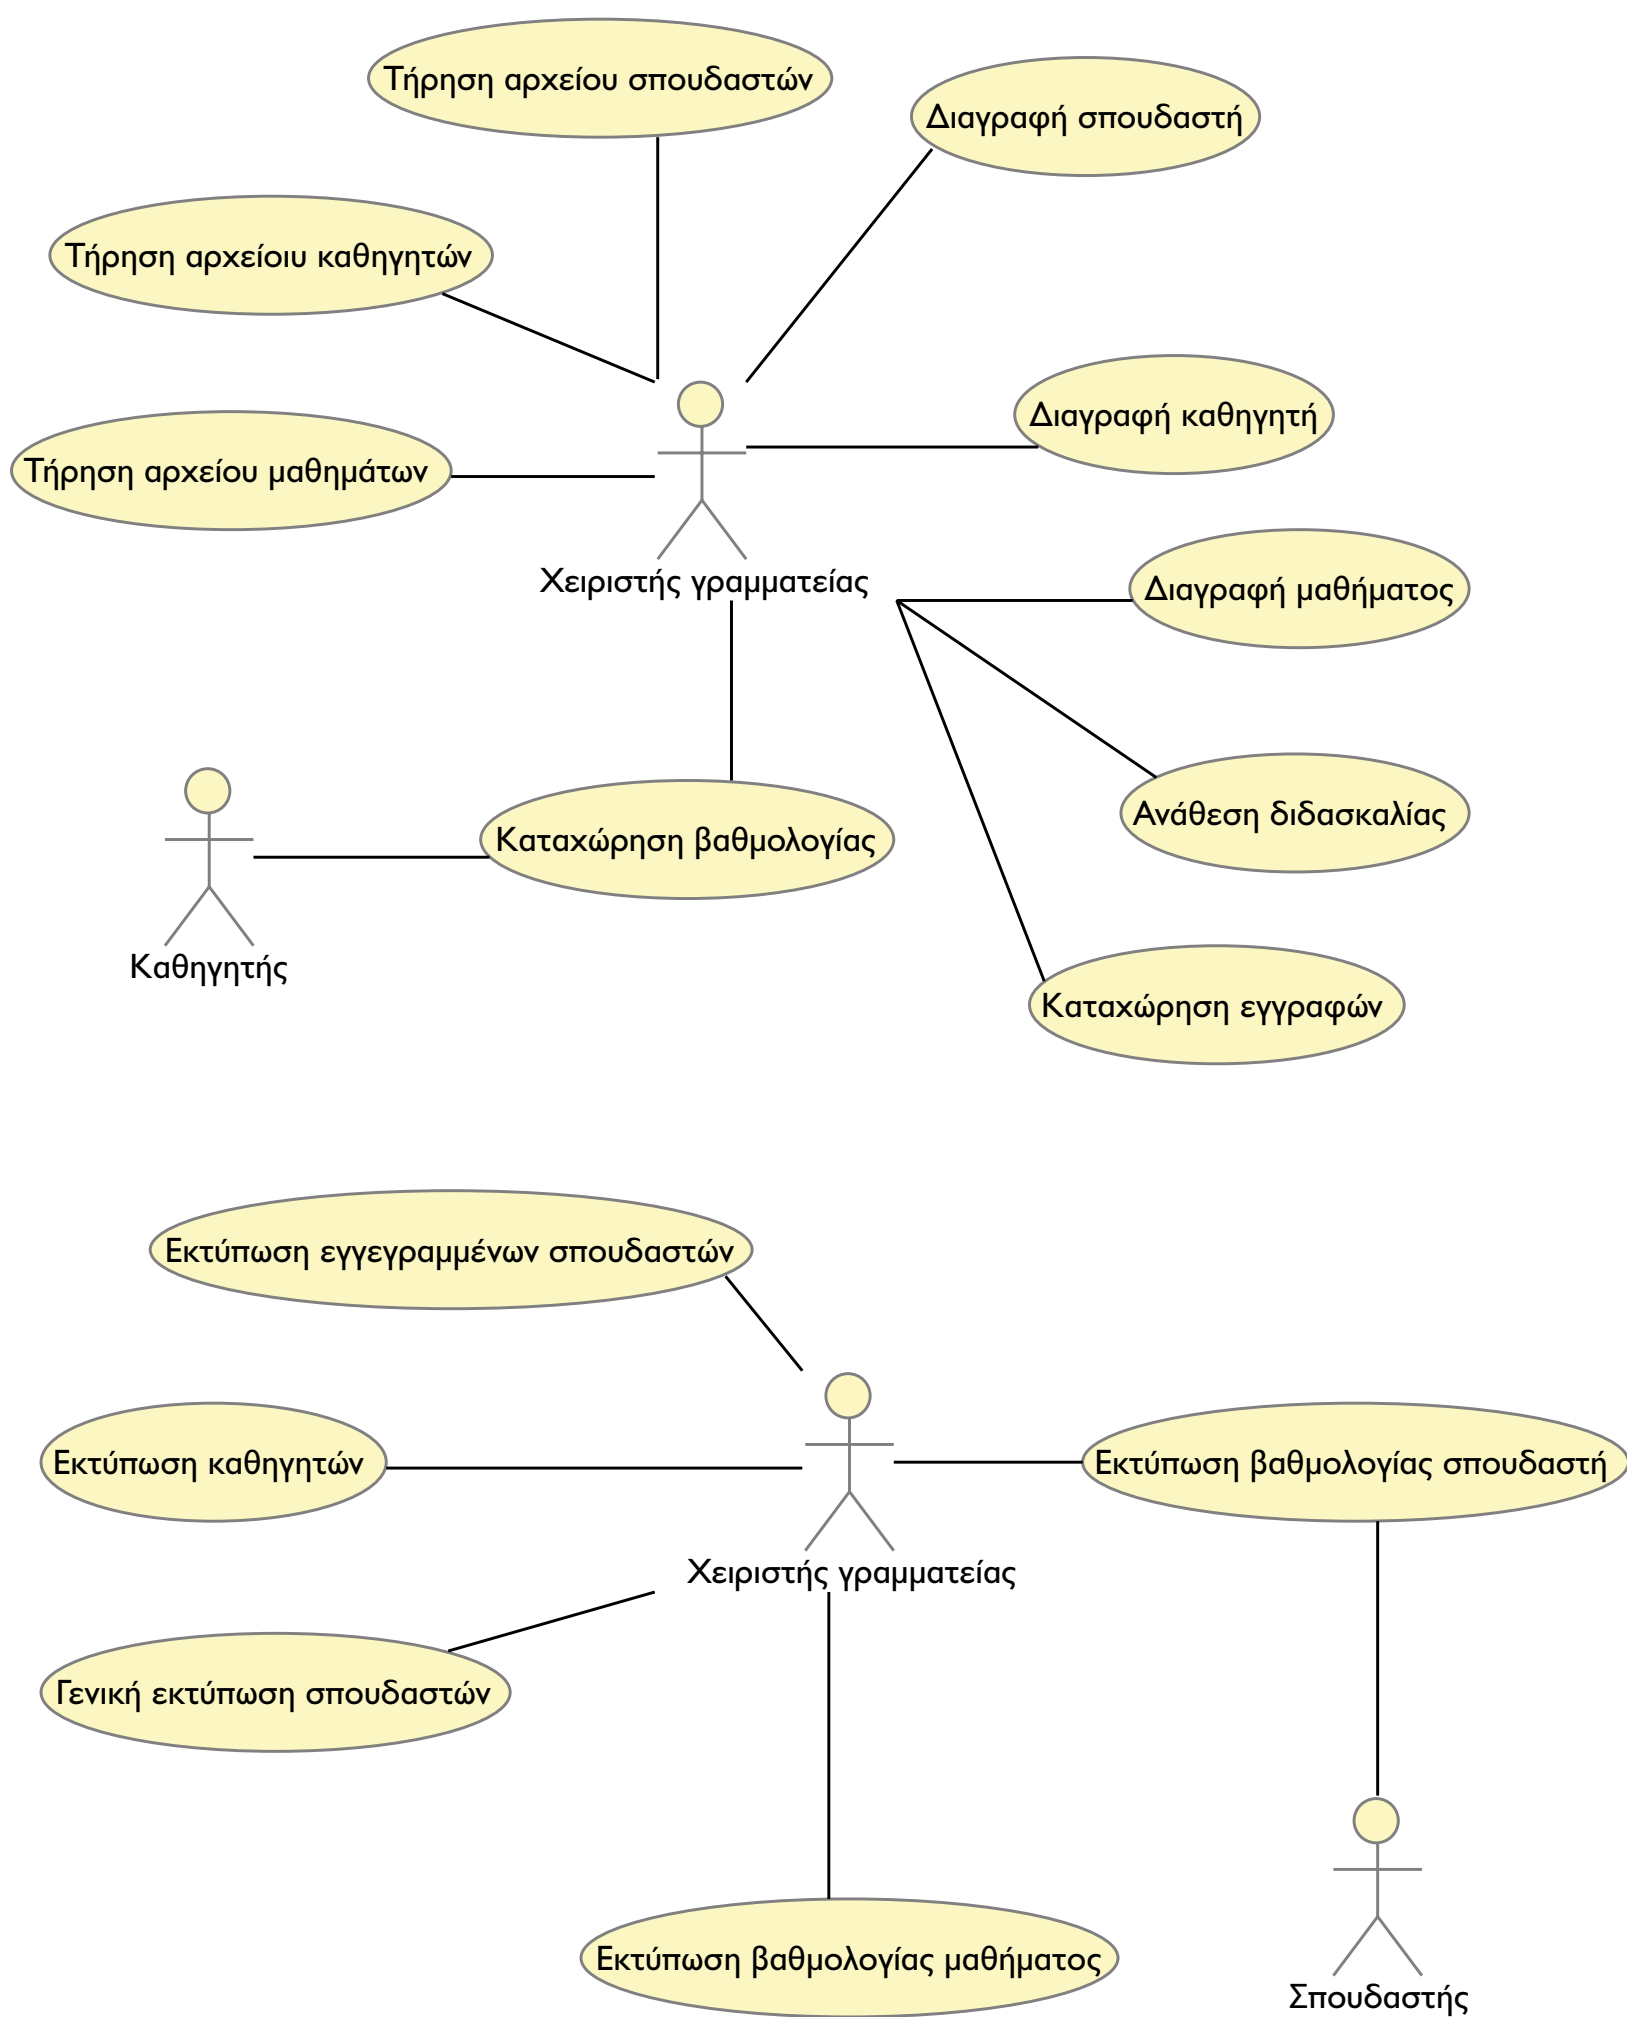 Τήρηση αρχείου σπουδαστών
Διαγραφή σπουδαστή
Τήρηση αρχείοιυ καθηγητών
Διαγραφή καθηγητή
Τήρηση αρχείου μαθημάτων
Χειριστής γραμματείας
Διαγραφή μαθήματος
Ανάθεση διδασκαλίας
Καταχώρηση βαθμολογίας
Καθηγητής
Καταχώρηση εγγραφών
Εκτύπωση εγγεγραμμένων σπουδαστών
Εκτύπωση καθηγητών
Εκτύπωση βαθμολογίας σπουδαστή
Χειριστής γραμματείας
Γενική εκτύπωση σπουδαστών
Εκτύπωση βαθμολογίας μαθήματος
Σπουδαστής